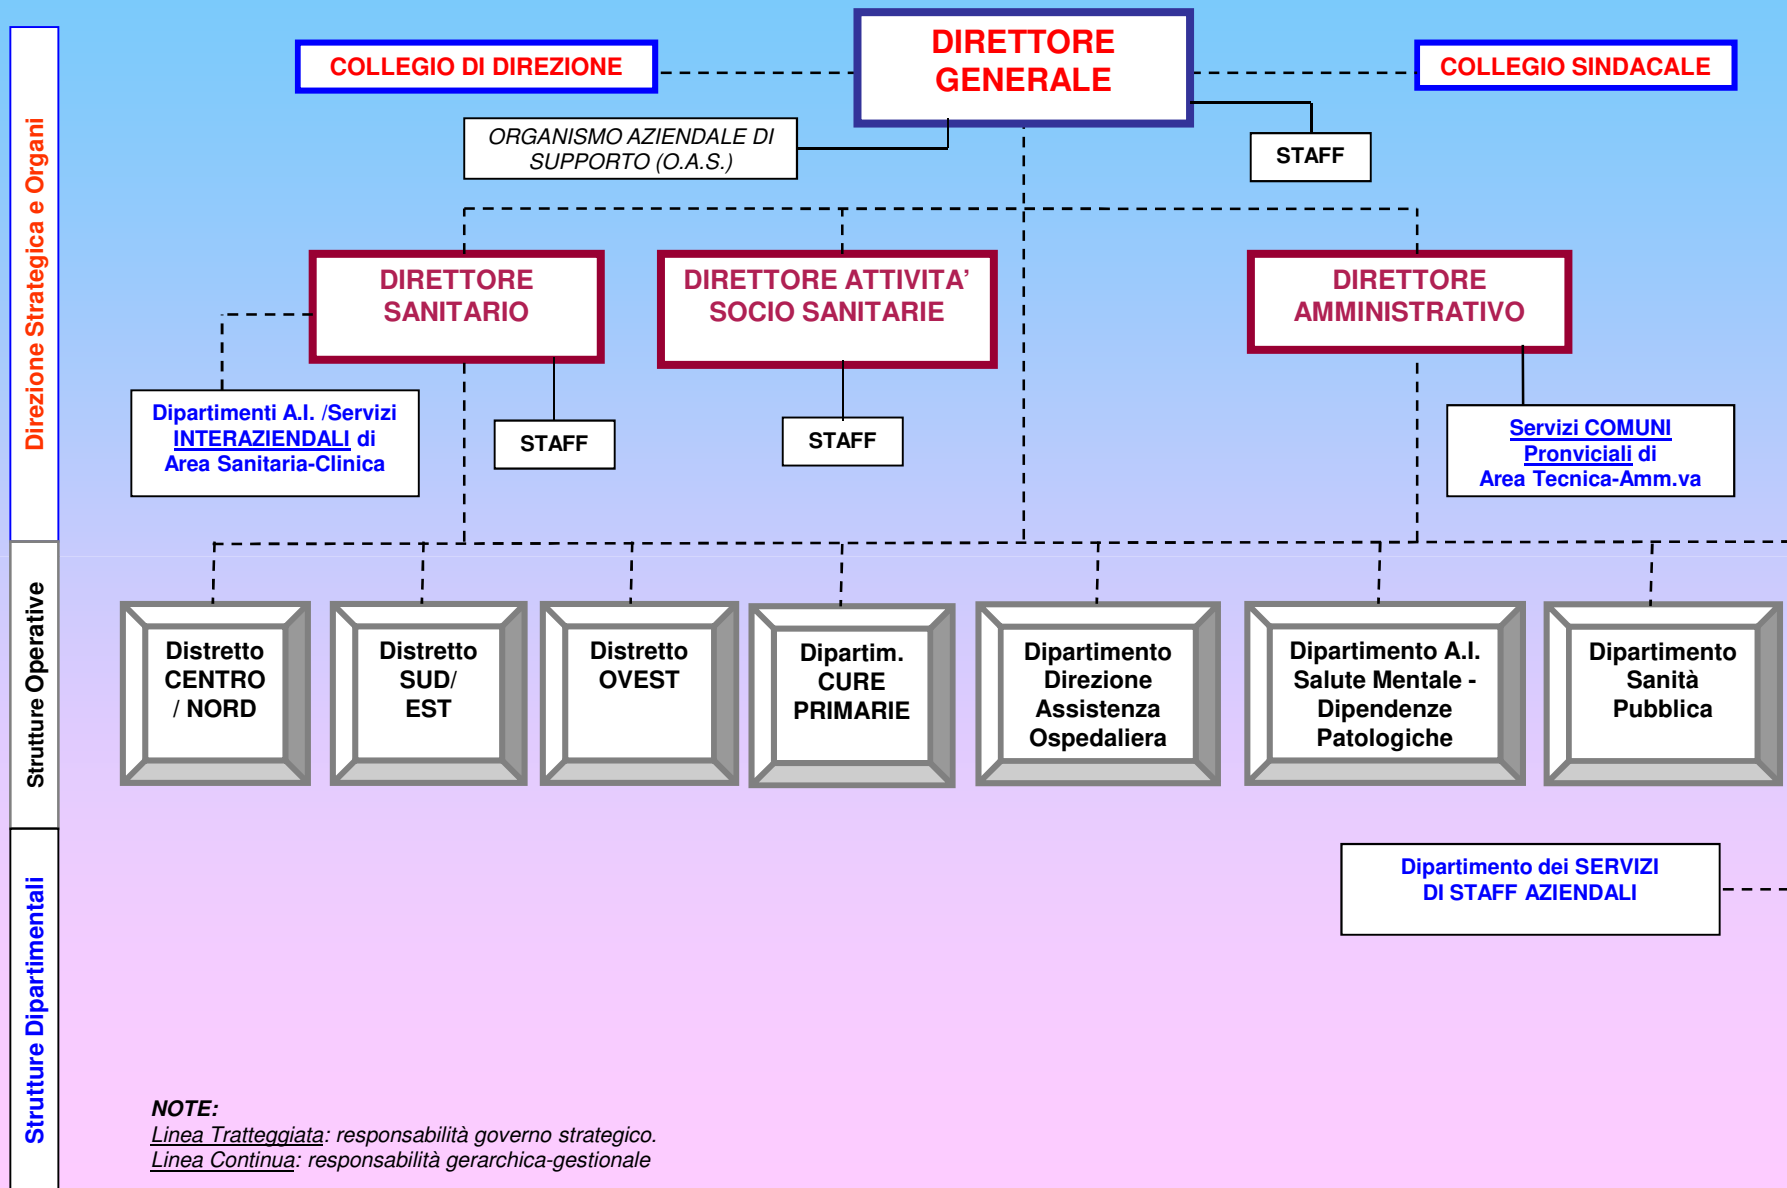 Direzione Strategica e Organi
Strutture Operative
Strutture Dipartimentali
DIRETTORE
GENERALE
COLLEGIO DI DIREZIONE
COLLEGIO SINDACALE
ORGANISMO AZIENDALE DI
SUPPORTO (O.A.S.)
STAFF
DIRETTORE
SANITARIO
DIRETTORE ATTIVITA’
SOCIO SANITARIE
DIRETTORE
AMMINISTRATIVO
Dipartimenti A.I. /Servizi
INTERAZIENDALI di
Area Sanitaria-Clinica
STAFF
STAFF
Servizi COMUNI
Pronviciali di
Area Tecnica-Amm.va
Distretto
CENTRO
/ NORD
Distretto
SUD/
EST
Distretto
OVEST
Dipartim.
CURE
PRIMARIE
Dipartimento
Direzione
Assistenza
Ospedaliera
Dipartimento A.I.
Salute Mentale -
Dipendenze
Patologiche
Dipartimento
Sanità
Pubblica
Dipartimento dei SERVIZI
DI STAFF AZIENDALI
NOTE:
Linea Tratteggiata: responsabilità governo strategico.
Linea Continua: responsabilità gerarchica-gestionale